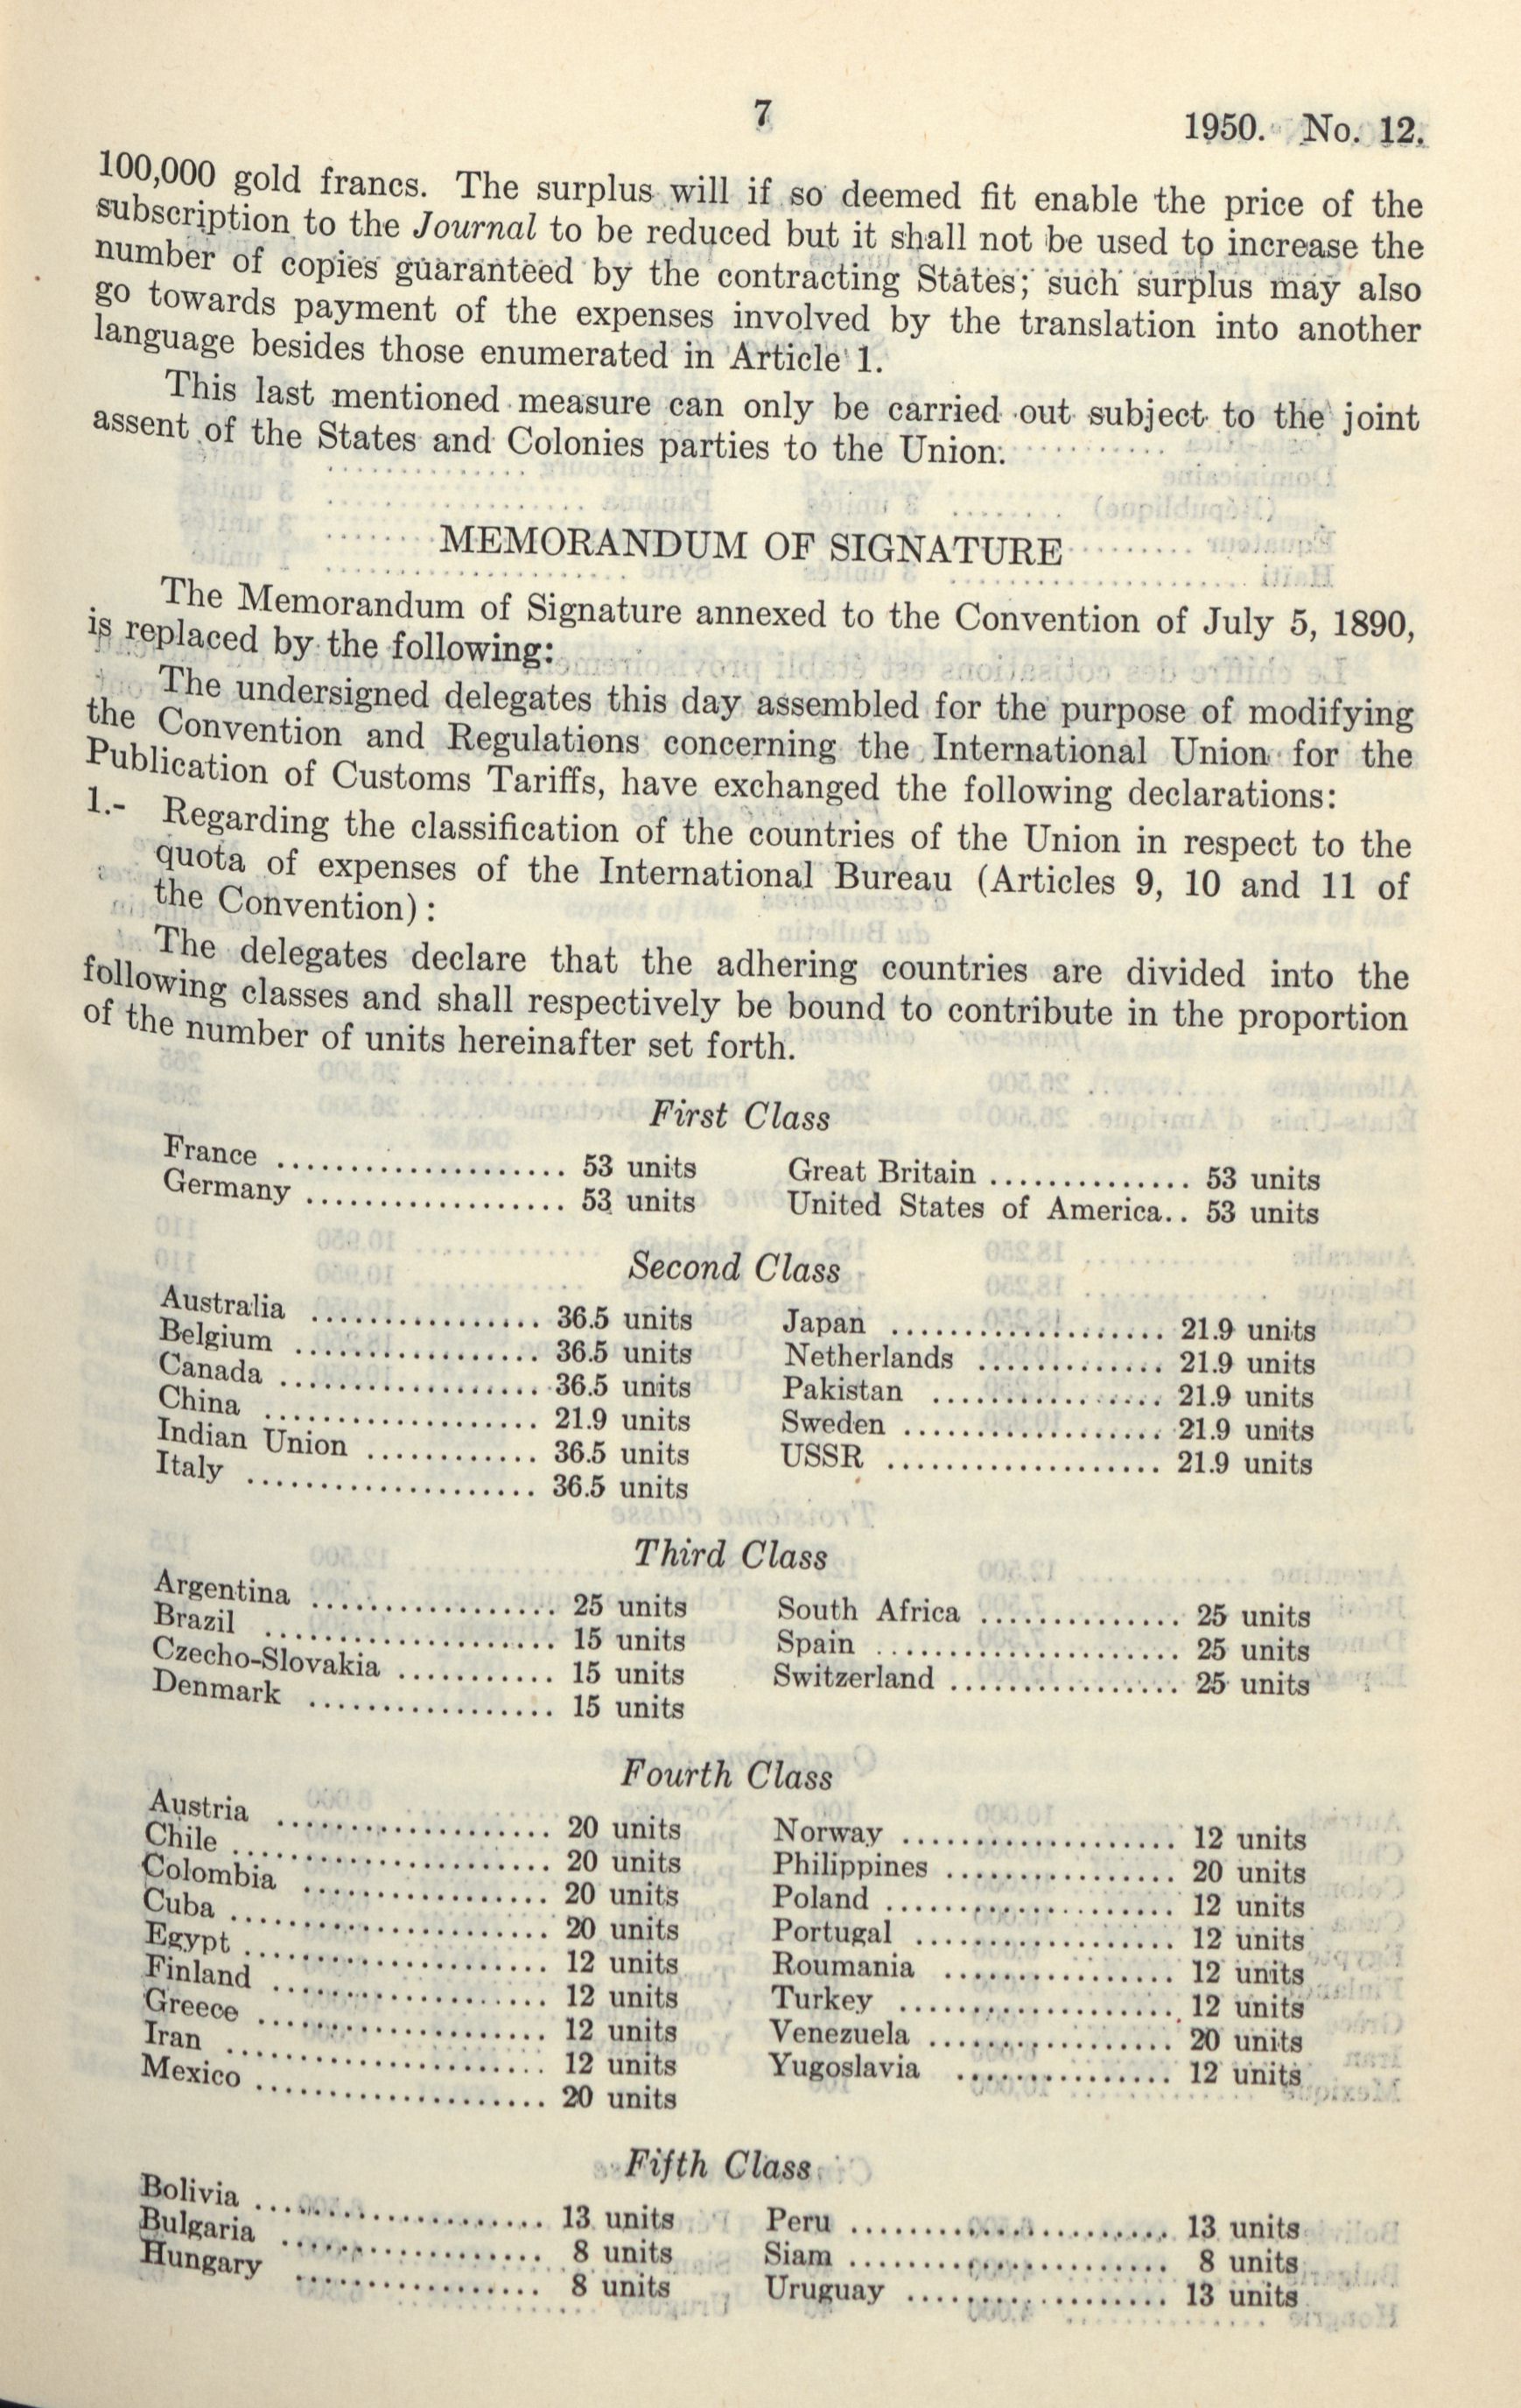 7
1950. No. 12.
100,000 gold francs. The surplus will if so deemed fit enable the price of the
subscription to the Journal to be reduced but it shall not be used to increase the
number of copies guaranteed by the contracting States; such surplus may also
go towards payment of the expenses involved by the translation into another
language besides those enumerated in Article 1.
This last mentioned measure can only be carried out subject to the joint
assent of the States and Colonies parties to the Union.
MEMORANDUM OF SIGNATURE
The Memorandum of Signature annexed to the Convention of July 5, 1890,
is replaced by the following:
The undersigned delegates this day assembled for the purpose of modifying
the Convention and Regulations concerning the International Union for the
Publication of Customs Tariffs, have exchanged the following declarations:
1.- Regarding the classification of the countries of the Union in respect to the
quota of expenses of the International Bureau (Articles 9, 10 and 11 of
the Convention):
The delegates declare that the adhering countries are divided into the
following classes and shall respectively be bound to contribute in the proportion
of the number of units hereinafter set forth.
First Class
France .................... 53 units
Germany .................. 53 units
Great Britain .............. 53 units
United States of America.. 53 units
Second Class
Australia ................ 36.5 units
Belgium ................. 36.5 units
Canada .................. 36.5 units
China ................... 21.9 units
Indian Union ............ 36.5 units
Italy .................... 36.5 units
Japan ................... 21.9 units
Netherlands ............. 21.9 units
Pakistan ................ 21.9 units
Sweden .................. 21.9 units
USSR ................... 21.9 units
Third Class
Argentina ................. 25 units
Brazil .................... 15 units
Czecho-Slovakia ........... 15 units
Denmark ................. 15 units
South Africa .............. 25 units
Spain ..................... 25 units
Switzerland ................ 25 units
Fourth Class
Austria ................... 20 units
Chile ...................... 20 units
Colombia ................. 20 units
Cuba ...................... 20 units
Egypt ..................... 12 units
Finland ................... 12 units
Greece .................... 12 units
Iran ...................... 12 units
Mexico .................... 20 units
Norway ................... 12 units
Philippines ................ 20 units
Poland .................... 12 units
Portugal .................. 12 units
Roumania ................ 12 units
Turkey ................... 12 units
Venezuela ................. 20 units
Yugoslavia ............... 12 units
Fifth Class
Bolivia .................... 13 units
Bulgaria .................. 8 units
Hungary ................. 8 units
Peru ...................... 13 units
Siam ...................... 8 units
Uruguay .................. 13 units